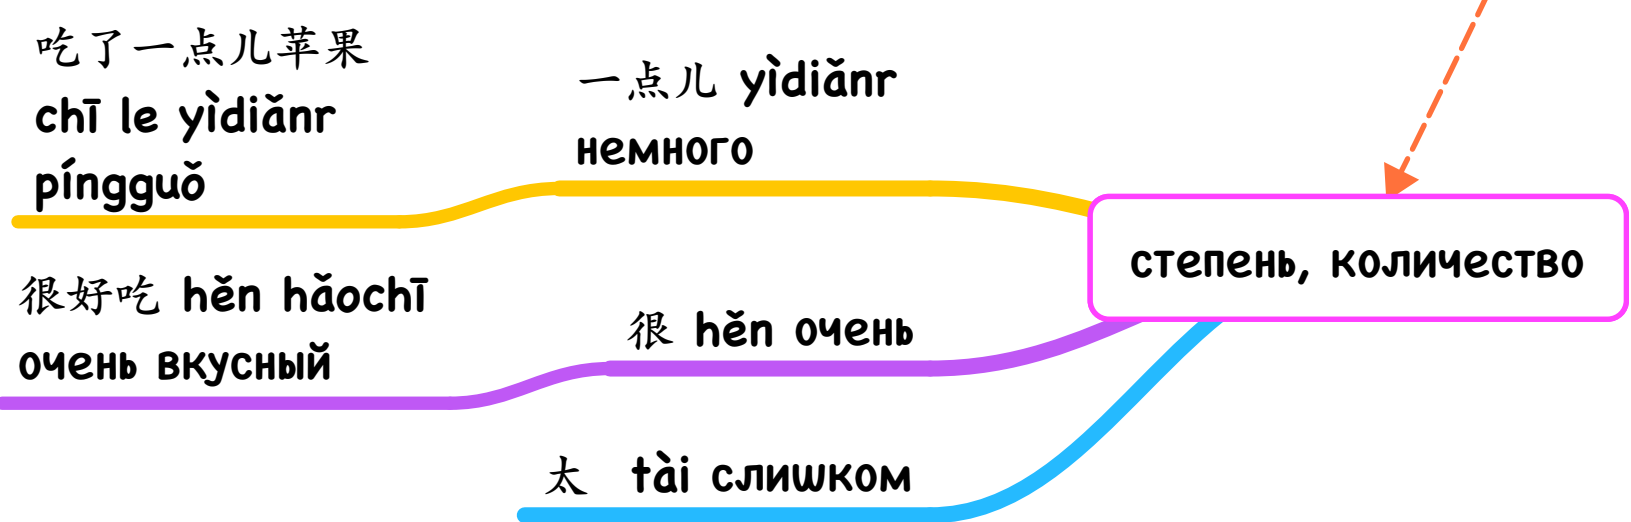 吃了一点儿苹果
chī le yìdiǎnr
píngguǒ
一点儿 yìdiǎnr
немного
степень, количество
很好吃 hěn hǎochī
очень вкусный
很 hěn очень
太 tài слишком